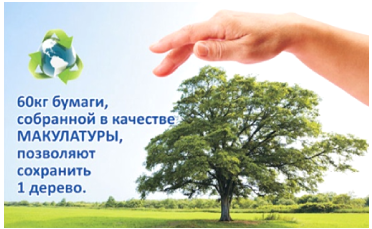 60кг бумаги,
собранной в качестве
МАКУЛАТУРЫ,
позволяют
сохранить
1 дерево.